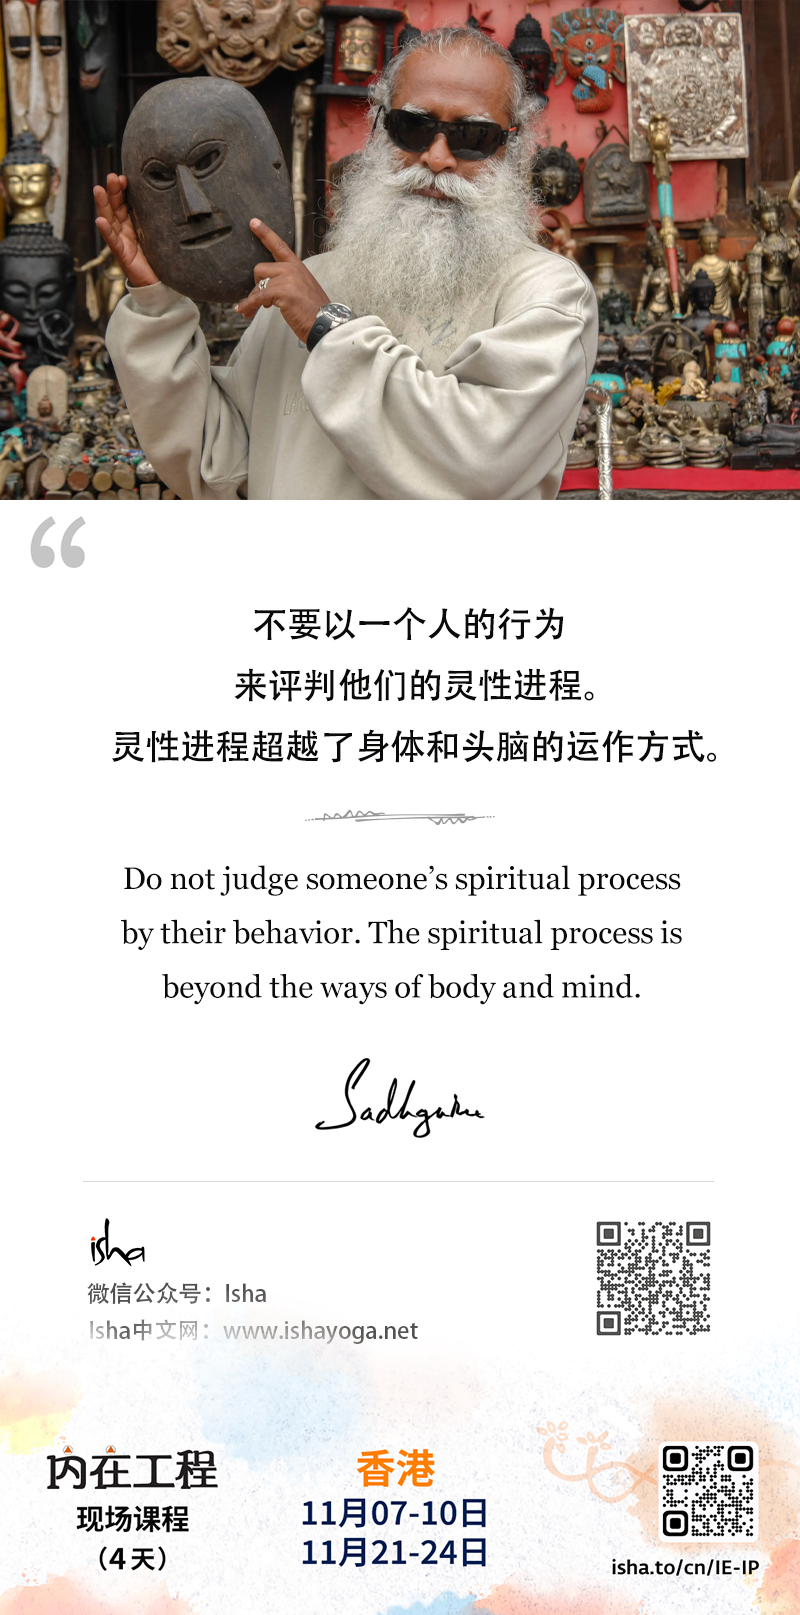 “
不要以一个人的行为
来评判他们的灵性进程。
灵性进程超越了身体和头脑的运作方式。
Do not judge someone’s spiritual process
by their behavior. The spiritual process is
beyond the ways of body and mind.
Sadhguru
isha
微信公众号：Isha
Isha中文网：www.ishayoga.net
内在工程
现场课程
（4天）
香港
11月07-10日
11月21-24日
isha.to/cn/IE-IP